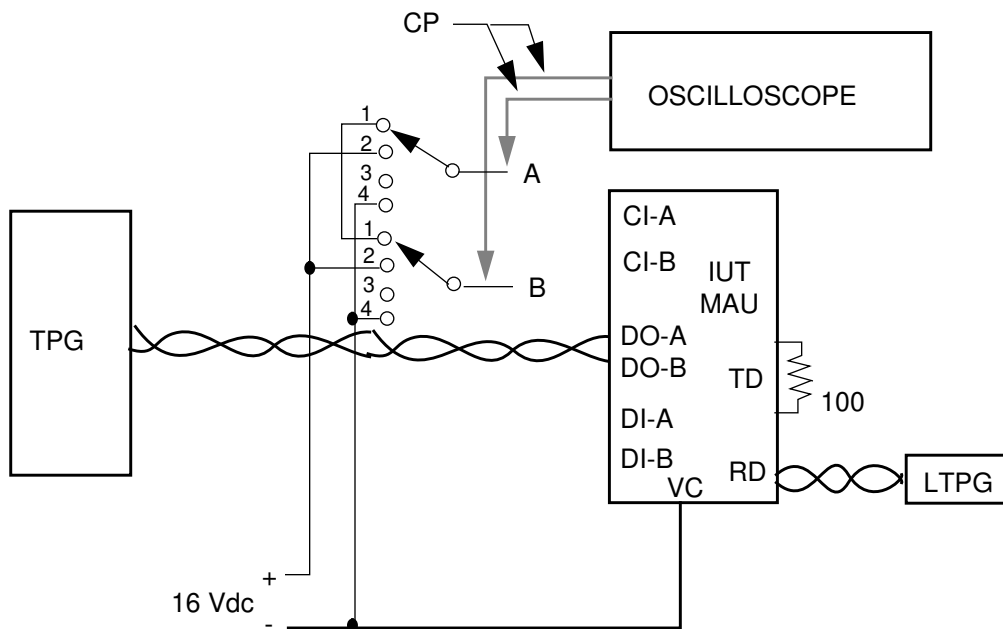 CP
OSCILLOSCOPE
1
2
3
4
A
1
2
3
4
B
TPG
CI-A
CI-B
IUT
MAU
DO-A
DO-B
TD
100
DI-A
DI-B
RD
VC
LTPG
+
16 Vdc
-